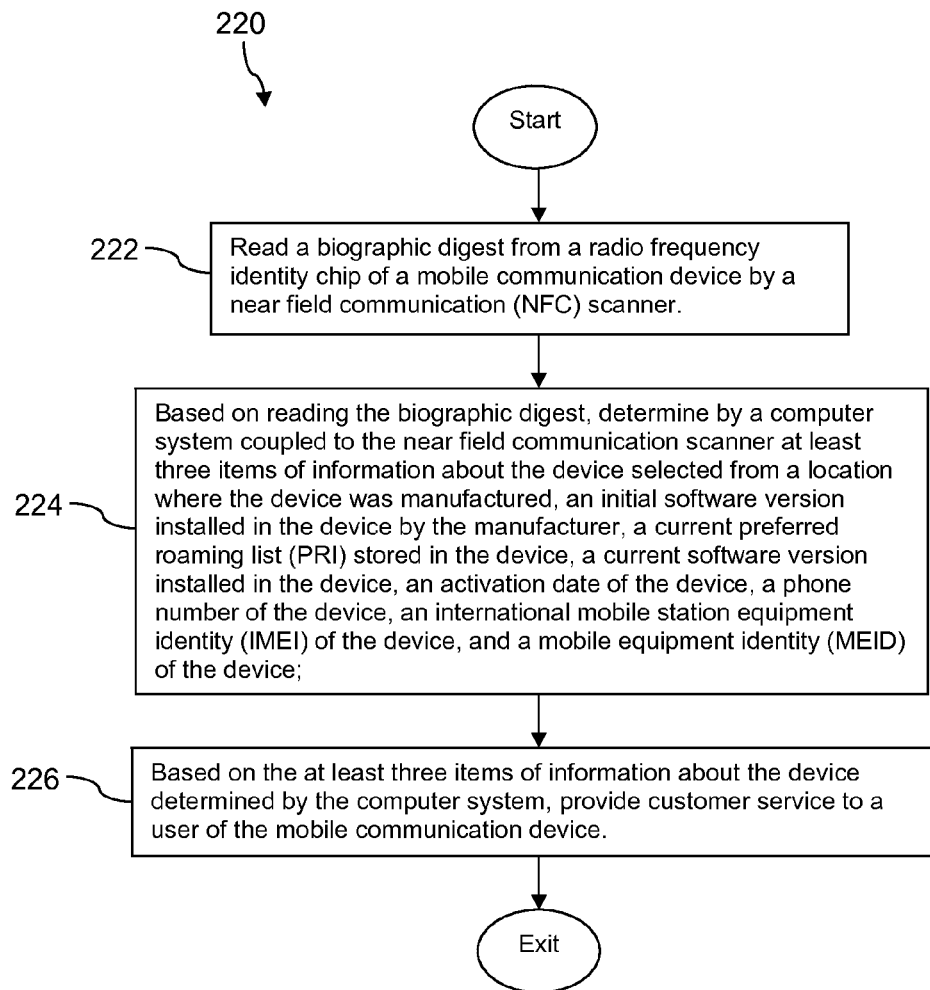 220
Start
222
Read a biographic digest from a radio frequency
identity chip of a mobile communication device by a
near field communication (NFC) scanner.
224
Based on reading the biographic digest, determine by a computer
system coupled to the near field communication scanner at least
three items of information about the device selected from a location
where the device was manufactured, an initial software version
installed in the device by the manufacturer, a current preferred
roaming list (PRI) stored in the device, a current software version
installed in the device, an activation date of the device, a phone
number of the device, an international mobile station equipment
identity (IMEI) of the device, and a mobile equipment identity (MEID)
of the device;
226
Based on the at least three items of information about the device
determined by the computer system, provide customer service to a
user of the mobile communication device.
Exit